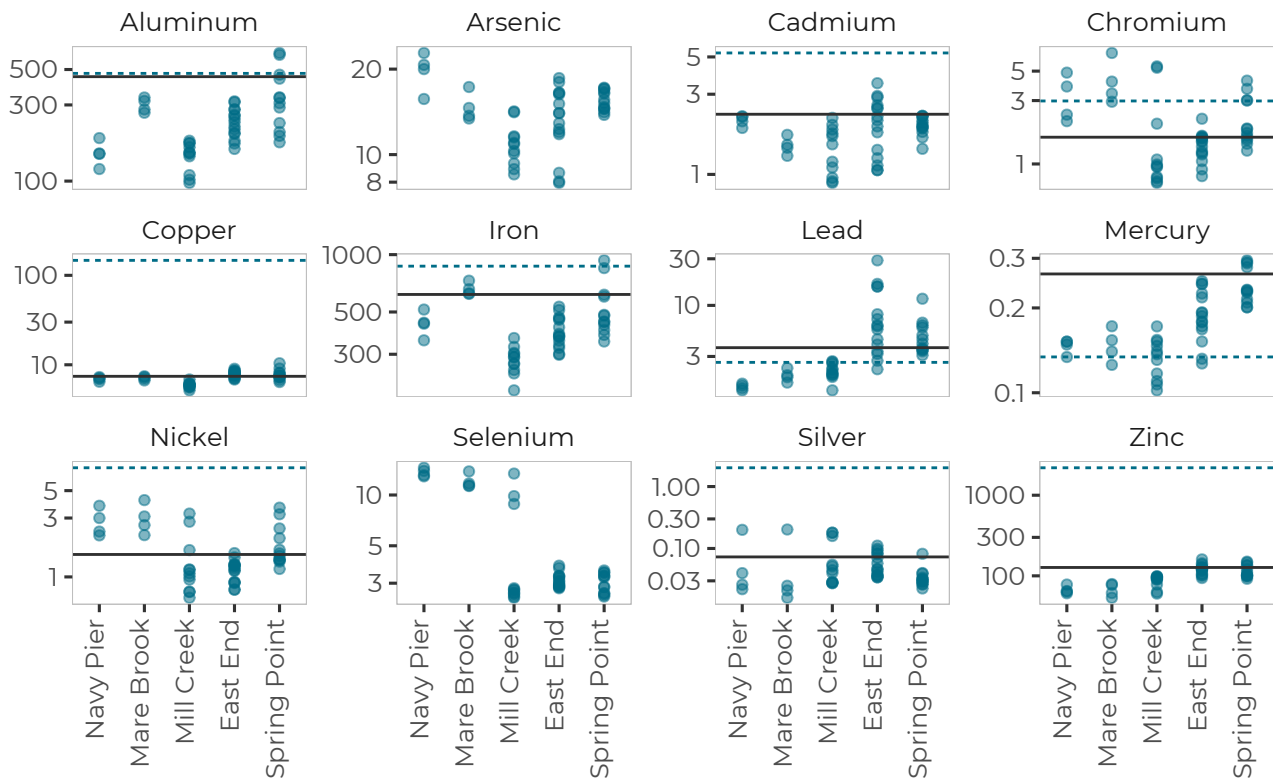 Aluminum
500
300
100
Arsenic
20
10
8
Cadmium
5
3
1
Chromium
5
3
1
Copper
100
30
10
Iron
1000
500
300
Lead
30
10
3
Mercury
0.3
0.2
0.1
Nickel
5
3
1
Selenium
10
5
3
Silver
1.00
0.30
0.10
0.03
Zinc
1000
300
100
Navy Pier
Mare Brook
Mill Creek
East End
Spring Point
Navy Pier
Mare Brook
Mill Creek
East End
Spring Point
Navy Pier
Mare Brook
Mill Creek
East End
Spring Point
Navy Pier
Mare Brook
Mill Creek
East End
Spring Point